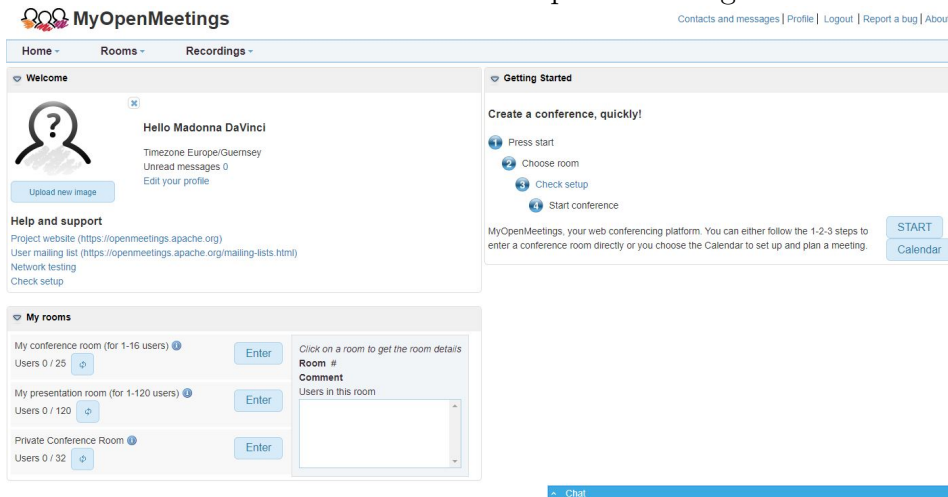 MyOpenMeetings
Contacts and messages | Profile | Logout | Report a bug | About
Home Rooms Recordings
Welcome
?
Hello Madonna DaVinci
Timezone Europe/Guernsey
Unread messages 0
Edit your profile
Upload new image
Help and support
Project website (https://openmeetings.apache.org)
User mailing list (https://openmeetings.apache.org/mailing-lists.html)
Network testing
Check setup
Getting Started
Create a conference, quickly!
1 Press start
2 Choose room
3 Check setup
4 Start conference
MyOpenMeetings, your web conferencing platform. You can either follow the 1-2-3 steps to
enter a conference room directly or you choose the Calendar to set up and plan a meeting.
START
Calendar
My rooms
My conference room (for 1-16 users)
Users 0 / 25
Enter
My presentation room (for 1-120 users)
Users 0 / 120
Enter
Private Conference Room
Users 0 / 32
Enter
Click on a room to get the room details
Room #
Comment
Users in this room
Chat